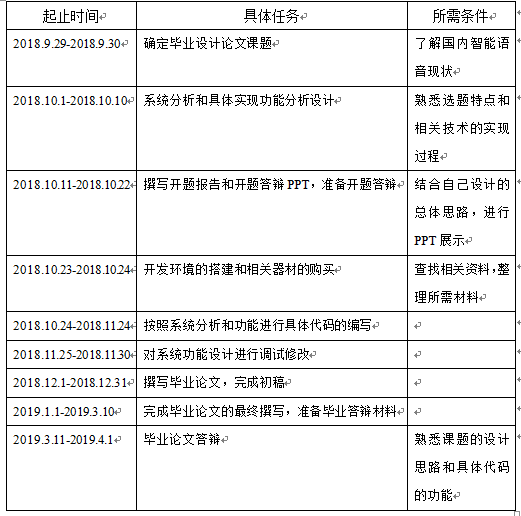 起止时间 具体任务 所需条件
2018.9.29-2018.9.30 确定毕业设计论文课题 了解国内智能语
音现状
2018.10.1-2018.10.10 系统分析和具体实现功能分析设计 熟悉选题特点和
相关技术的实现
过程
2018.10.11-2018.10.22 撰写开题报告和开题答辩 PPT，准备开题答辩 结合自己设计的
总体思路，进行
PPT 展示
2018.10.23-2018.10.24 开发环境的搭建和相关器材的购买 查找相关资料，整
理所需材料
2018.10.24-2018.11.24 按照系统分析和功能进行具体代码的编写
2018.11.25-2018.11.30 对系统功能设计进行调试修改
2018.12.1-2018.12.31 撰写毕业论文，完成初稿
2019.1.1-2019.3.10 完成毕业论文的最终撰写，准备毕业答辩材料
2019.3.11-2019.4.1 毕业论文答辩 熟悉课题的设计
思路和具体代码
的功能